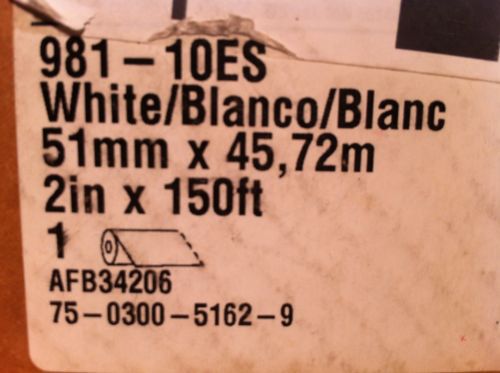 981-10ES
White/Blanco/Blanc
51mm x 45,72m
2in x 150ft
1
AFB34206
75-0300-5162-9